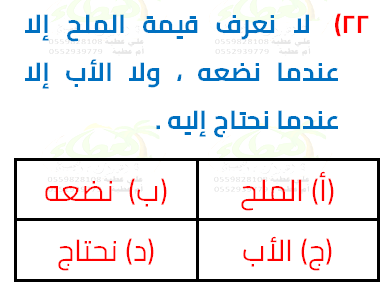 ٢٢) لا نعرف قيمة الملح إلا
عندما نضعه ، ولا الأب إلا
عندما نحتاج إليه .
(أ) الملح (ب) نضعه
(ج) الأب (د) نحتاج